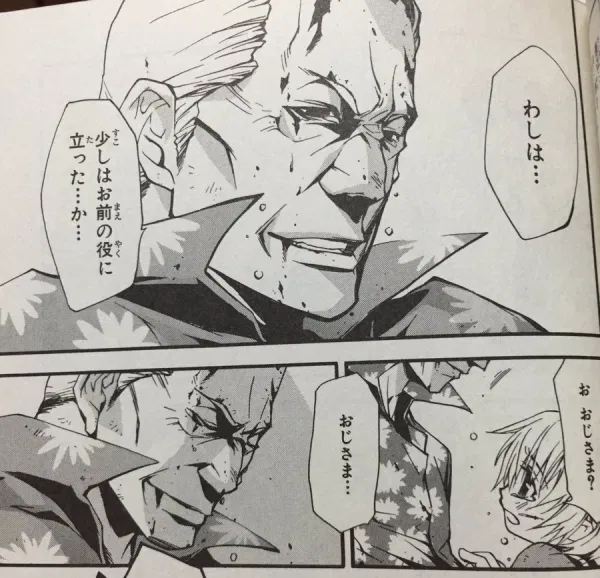 わしは…
少しはお前の役に
立った…か…
お おじさま？
おじさま…